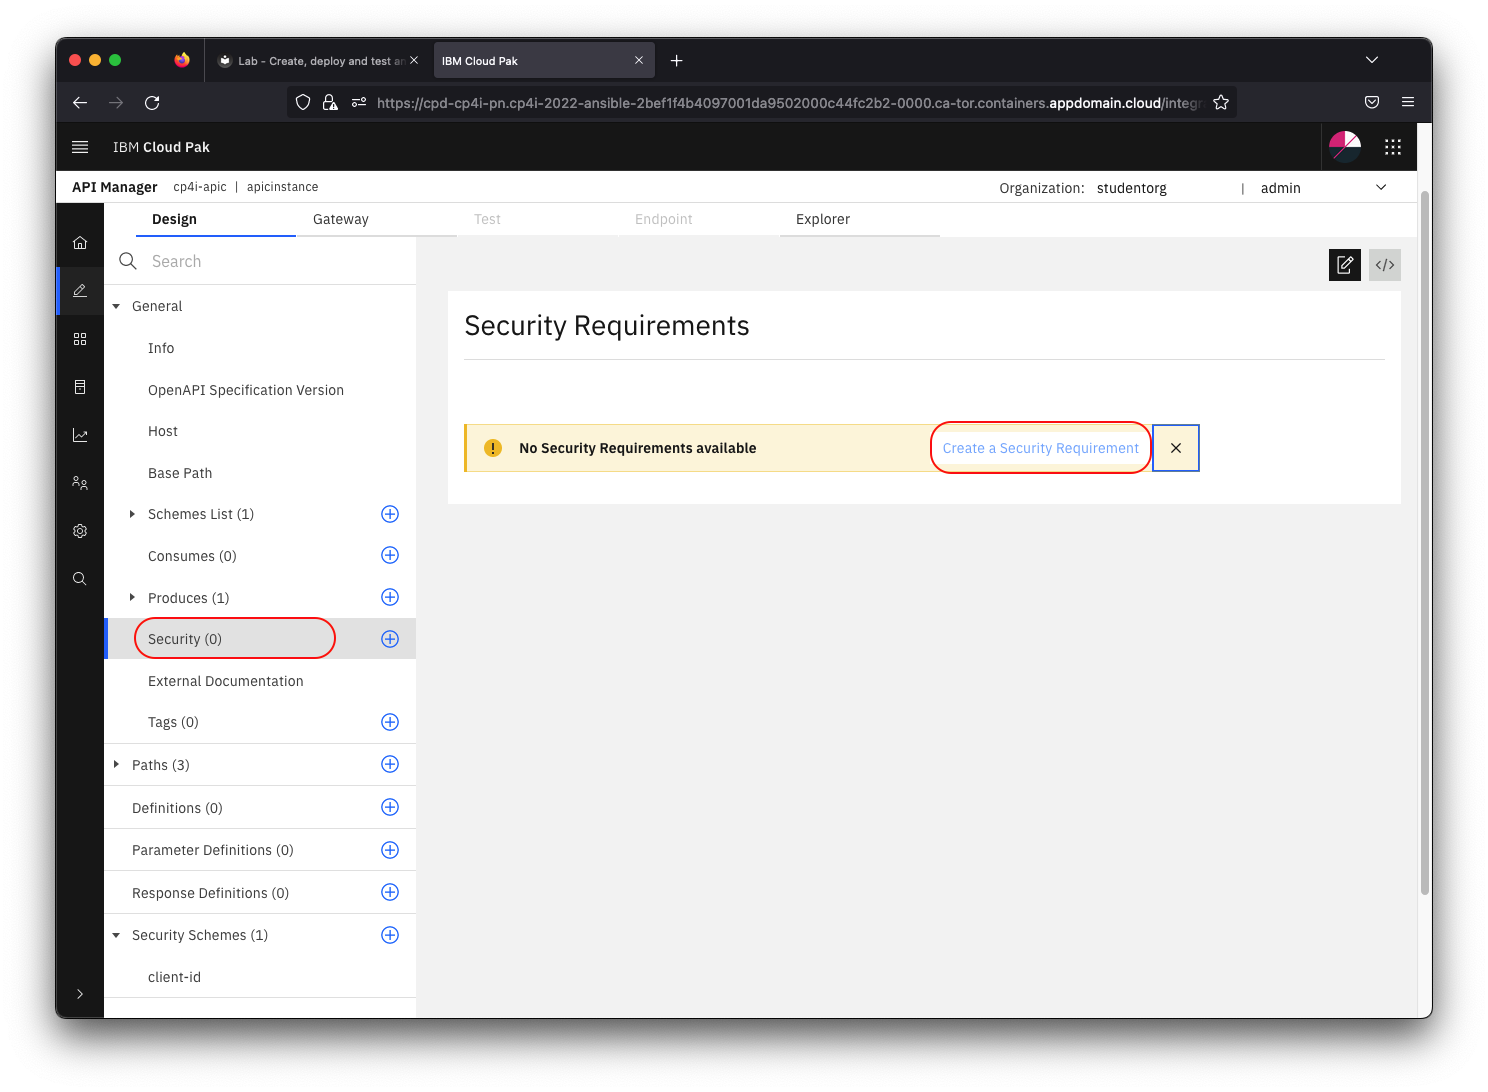 Lab - Create, deploy and test an
IBM Cloud Pak
https://cpd-cp4i-pn.cp4i-2022-ansible-2bef1f4b4097001da9502000c44fc2b2-0000.ca-tor.containers.appdomain.cloud/integr
IBM Cloud Pak
API Manager cp4i-apic | apicinstance
Organization: studentorg | admin
Design Gateway Test Endpoint Explorer
Search
General
Info
OpenAPI Specification Version
Host
Base Path
Schemes List (1)
Consumes (0)
Produces (1)
Security (0)
External Documentation
Tags (0)
Paths (3)
Definitions (0)
Parameter Definitions (0)
Response Definitions (0)
Security Schemes (1)
client-id
</>
Security Requirements
No Security Requirements available Create a Security Requirement